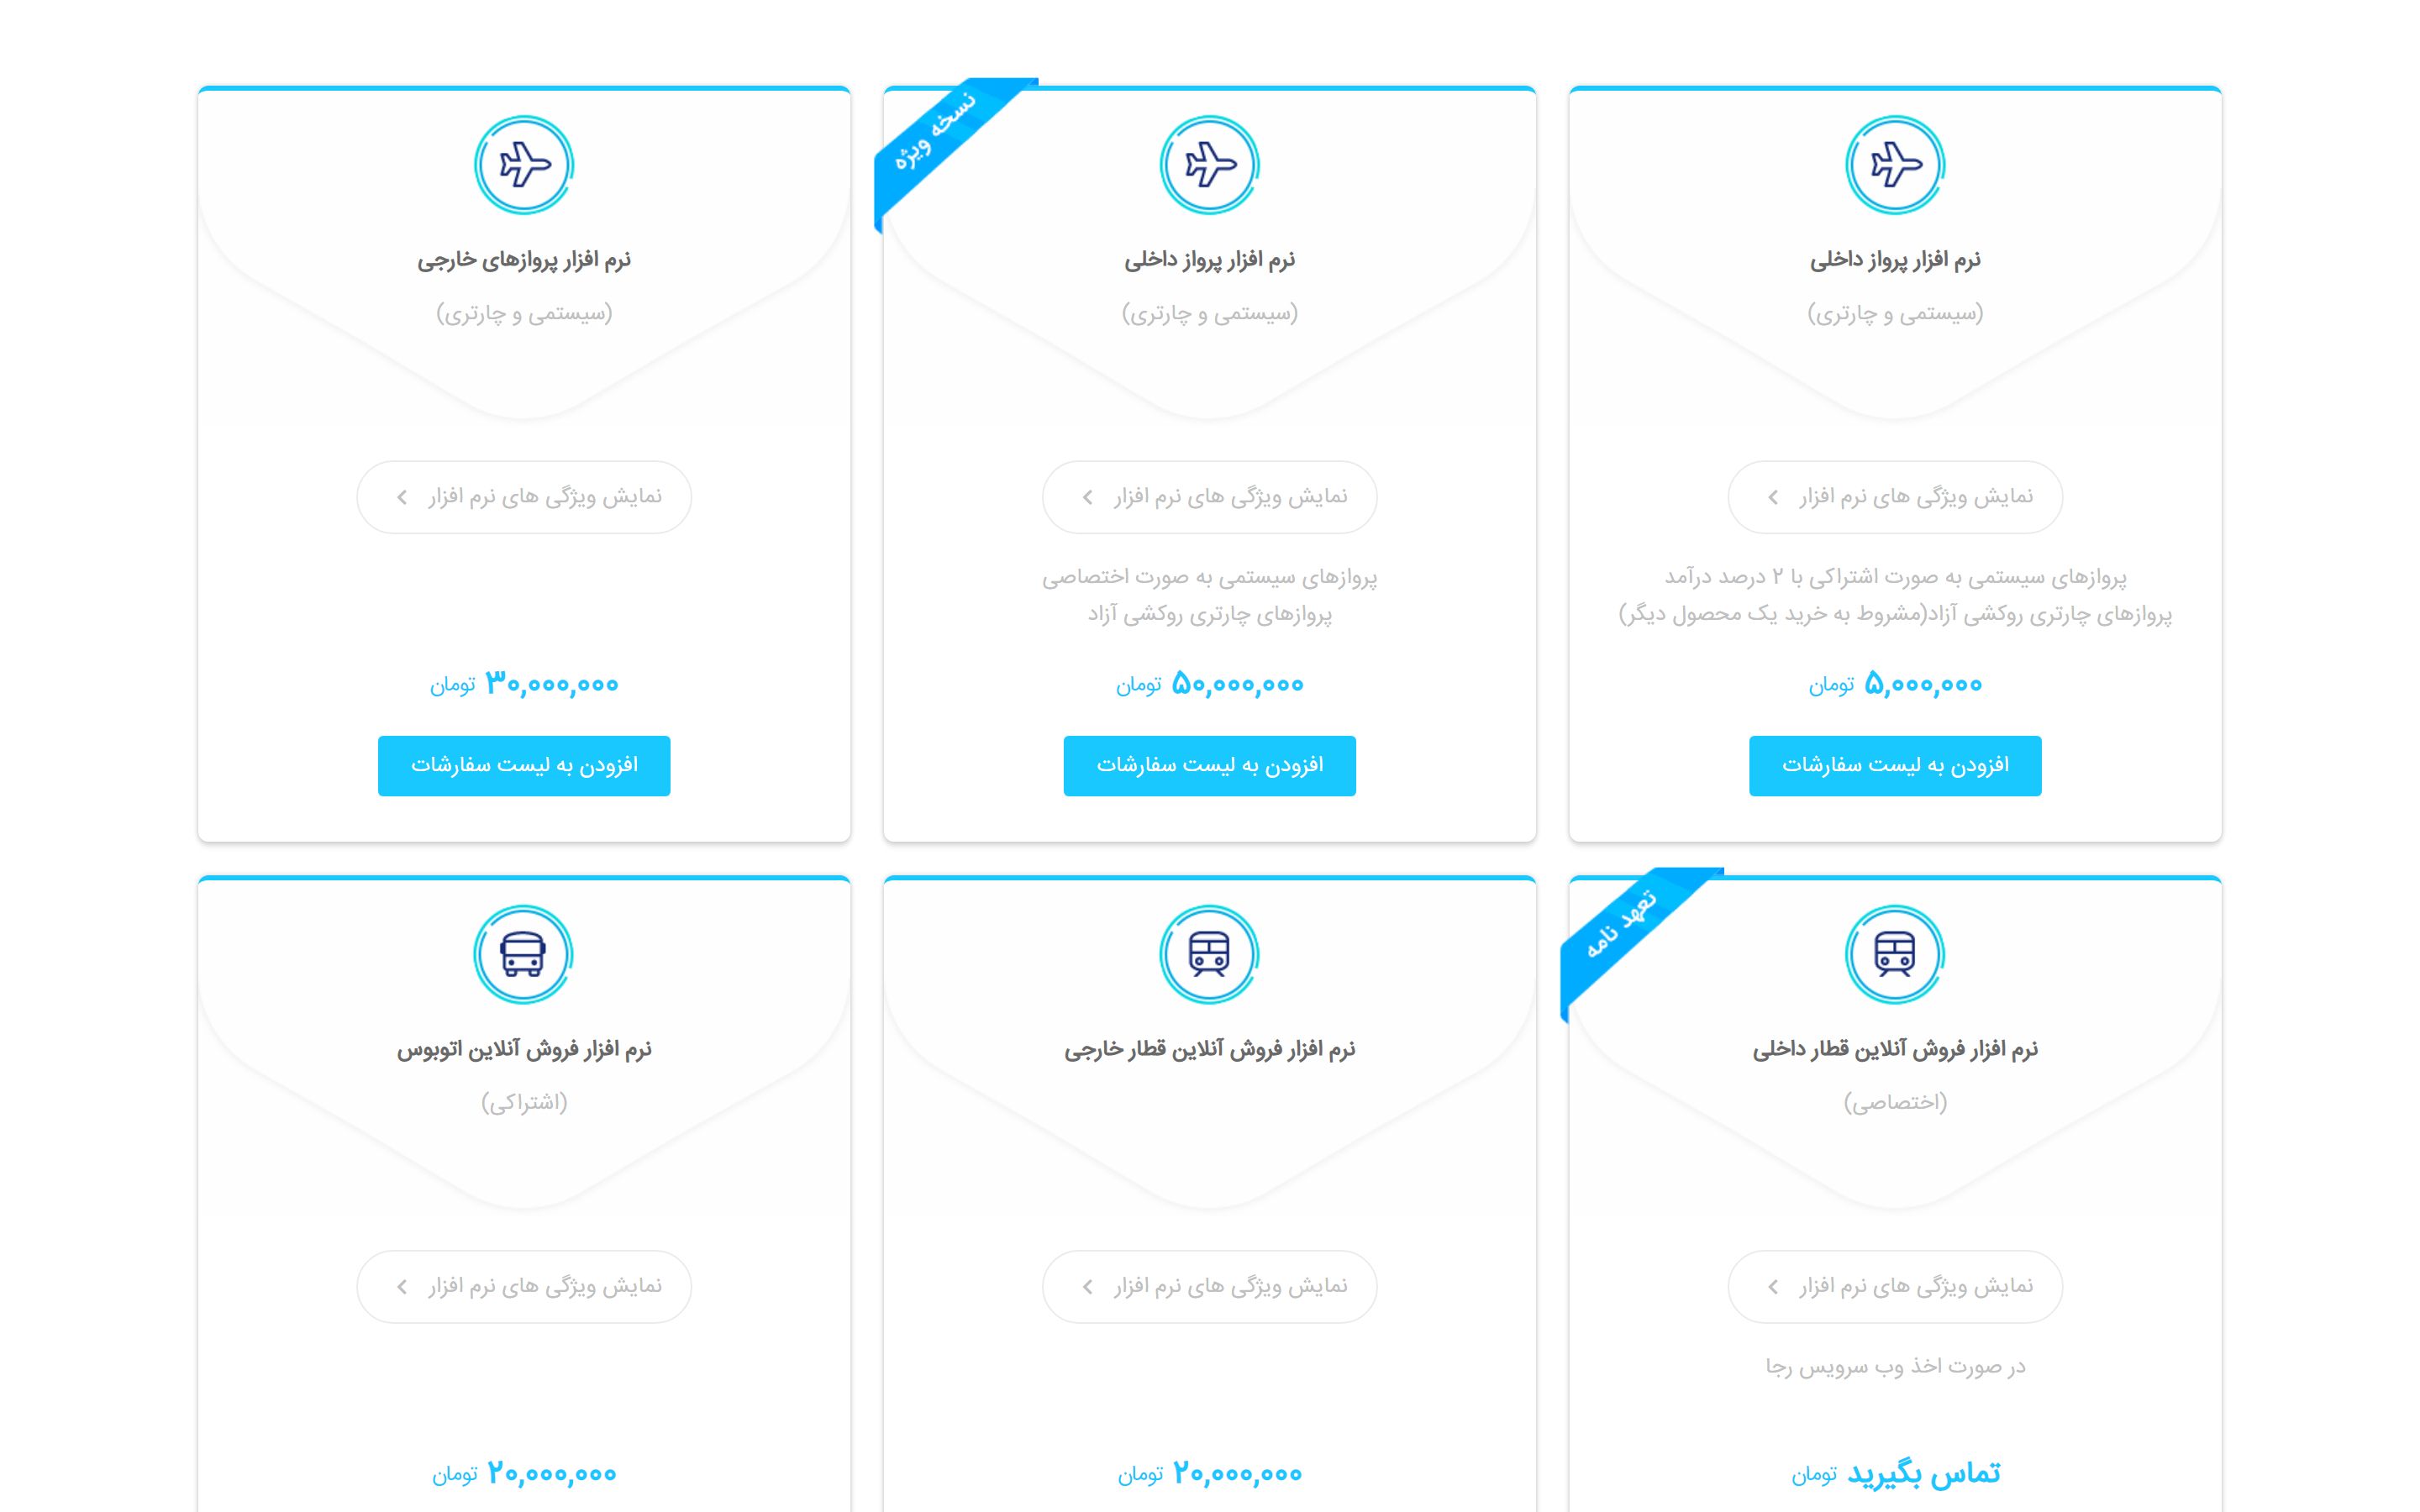 نرم افزار پرواز داخلی
(سیستمی و چارتری)
نمایش ویژگی های نرم افزار
پروازهای سیستمی به صورت اشتراکی با ۲ درصد درآمد
پروازهای چارتری روکشی آزاد(مشروط به خرید یک محصول دیگر)
۵,۰۰۰,۰۰۰ تومان
افزودن به لیست سفارشات
نسخه ویژه
نرم افزار پرواز داخلی
(سیستمی و چارتری)
نمایش ویژگی های نرم افزار
پروازهای سیستمی به صورت اختصاصی
پروازهای چارتری روکشی آزاد
۵۰,۰۰۰,۰۰۰ تومان
افزودن به لیست سفارشات
نرم افزار پروازهای خارجی
(سیستمی و چارتری)
نمایش ویژگی های نرم افزار
۳۰,۰۰۰,۰۰۰ تومان
افزودن به لیست سفارشات
تعهد نامه
نرم افزار فروش آنلاین قطار داخلی
(اختصاصی)
نمایش ویژگی های نرم افزار
در صورت اخذ وب سرویس رجا
تماس بگیرید تومان
نرم افزار فروش آنلاین قطار خارجی
نمایش ویژگی های نرم افزار
۲۰,۰۰۰,۰۰۰ تومان
نرم افزار فروش آنلاین اتوبوس
(اشتراکی)
نمایش ویژگی های نرم افزار
۲۰,۰۰۰,۰۰۰ تومان